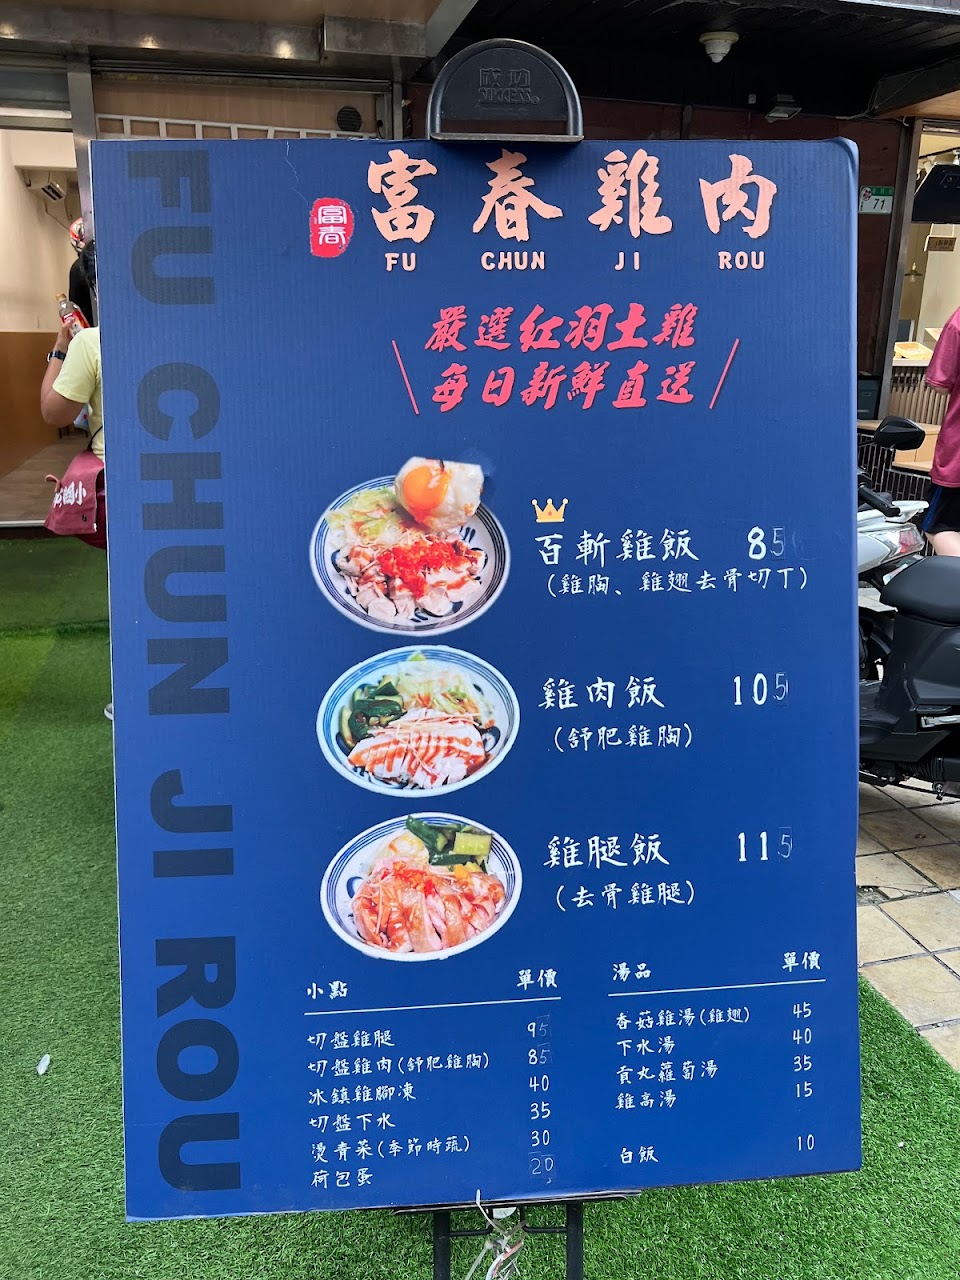 成功
SUCCESS
富春雞肉
富春
FU CHUN JI ROU
FU CHUN JI ROU
嚴選紅羽土雞
每日新鮮直送
百斬雞飯 85
(雞胸、雞翅去骨切丁)
雞肉飯 105
(舒肥雞胸)
雞腿飯 115
(去骨雞腿)
小點 單價
切盤雞腿 95
切盤雞肉(舒肥雞胸) 85
冰鎮雞腳凍 40
切盤下水 35
燙青菜(季節時蔬) 30
荷包蛋 20
湯品 單價
香菇雞湯(雞翅) 45
下水湯 40
貢丸蘿蔔湯 35
雞高湯 15
白飯 10
71